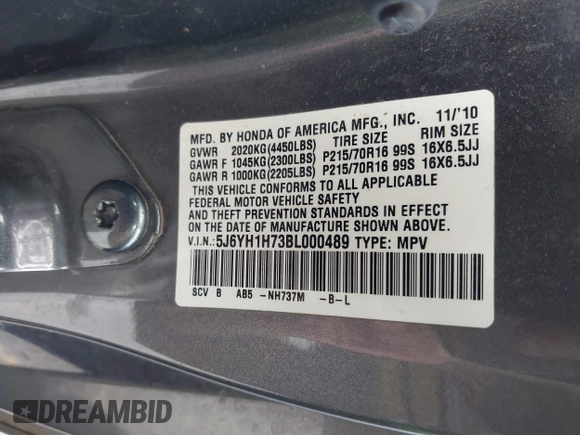 MFD. BY HONDA OF AMERICA MFG., INC. 11/'10
GVWR 2020KG(4450LBS) TIRE SIZE RIM SIZE
GAWR F 1045KG(2300LBS) P215/70R16 99S 16X6.5JJ
GAWR R 1000KG(2205LBS) P215/70R16 99S 16X6.5JJ
THIS VEHICLE CONFORMS TO ALL APPLICABLE
FEDERAL MOTOR VEHICLE SAFETY
AND THEFT PREVENTION STANDARDS IN EFFECT
ON THE DATE OF MANUFACTURE SHOWN ABOVE.
V.I.N.: 5J6YH1H73BL000489 TYPE: MPV
SCV B AB5 -NH737M -B-L
DREAMBID